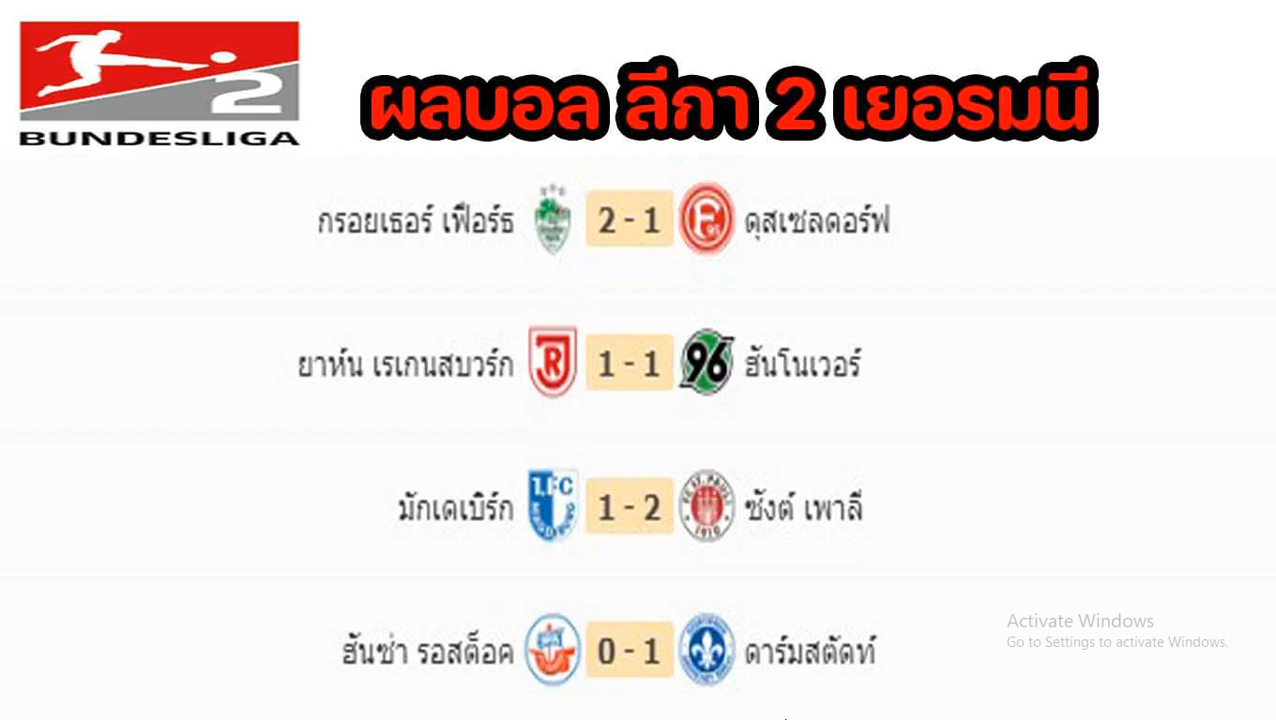 2
BUNDESLIGA
ผลบอล ลีกา 2 เยอรมนี
กรอยเธอร์ เฟือร์ธ 2 - 1 F95 ดุสเซลดอร์ฟ
ยาห์น เรเกนสบวร์ก R 1 - 1 96 ฮันโนเวอร์
มักเดเบิร์ก 1.FC 1 - 2 FC ST. PAULI 1910 ซังต์ เพาลี
ฮันซ่า รอสต็อค 0 - 1 ดาร์มสตัดท์
Activate Windows
Go to Settings to activate Windows.